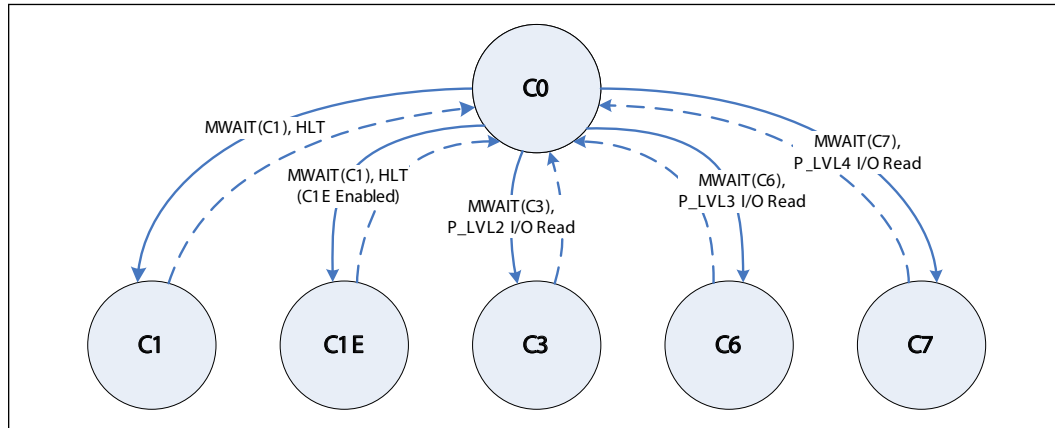 C0
MWAIT(C1), HLT
MWAIT(C1), HLT
(C1E Enabled)
MWAIT(C3),
P_LVL2 I/O Read
MWAIT(C6),
P_LVL3 I/O Read
MWAIT(C7),
P_LVL4 I/O Read
C1
C1E
C3
C6
C7